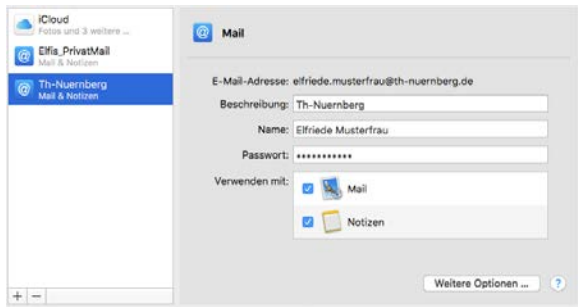 iCloud
Fotos und 3 weitere ...
Elfis_PrivatMail
Mail & Notizen
Th-Nuernberg
Mail & Notizen
Mail
E-Mail-Adresse: elfriede.musterfrau@th-nuernberg.de
Beschreibung: Th-Nuernberg
Name: Elfriede Musterfrau
Passwort: •••••••••••
Verwenden mit:
Mail
Notizen
Weitere Optionen ... ?
+ −